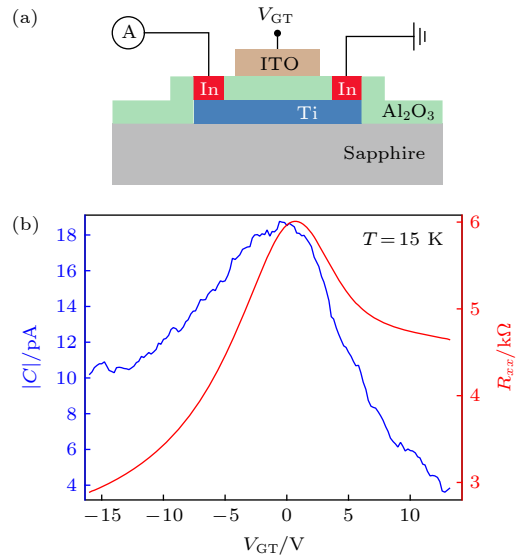 (a)
V_GT
A
ITO
In
In
Ti
Al₂O₃
Sapphire
(b)
T = 15 K
18
16
14
12
10
8
6
4
|C|/pA
6
5
4
3
R_xx/kΩ
−15
−10
−5
0
5
10
V_GT/V